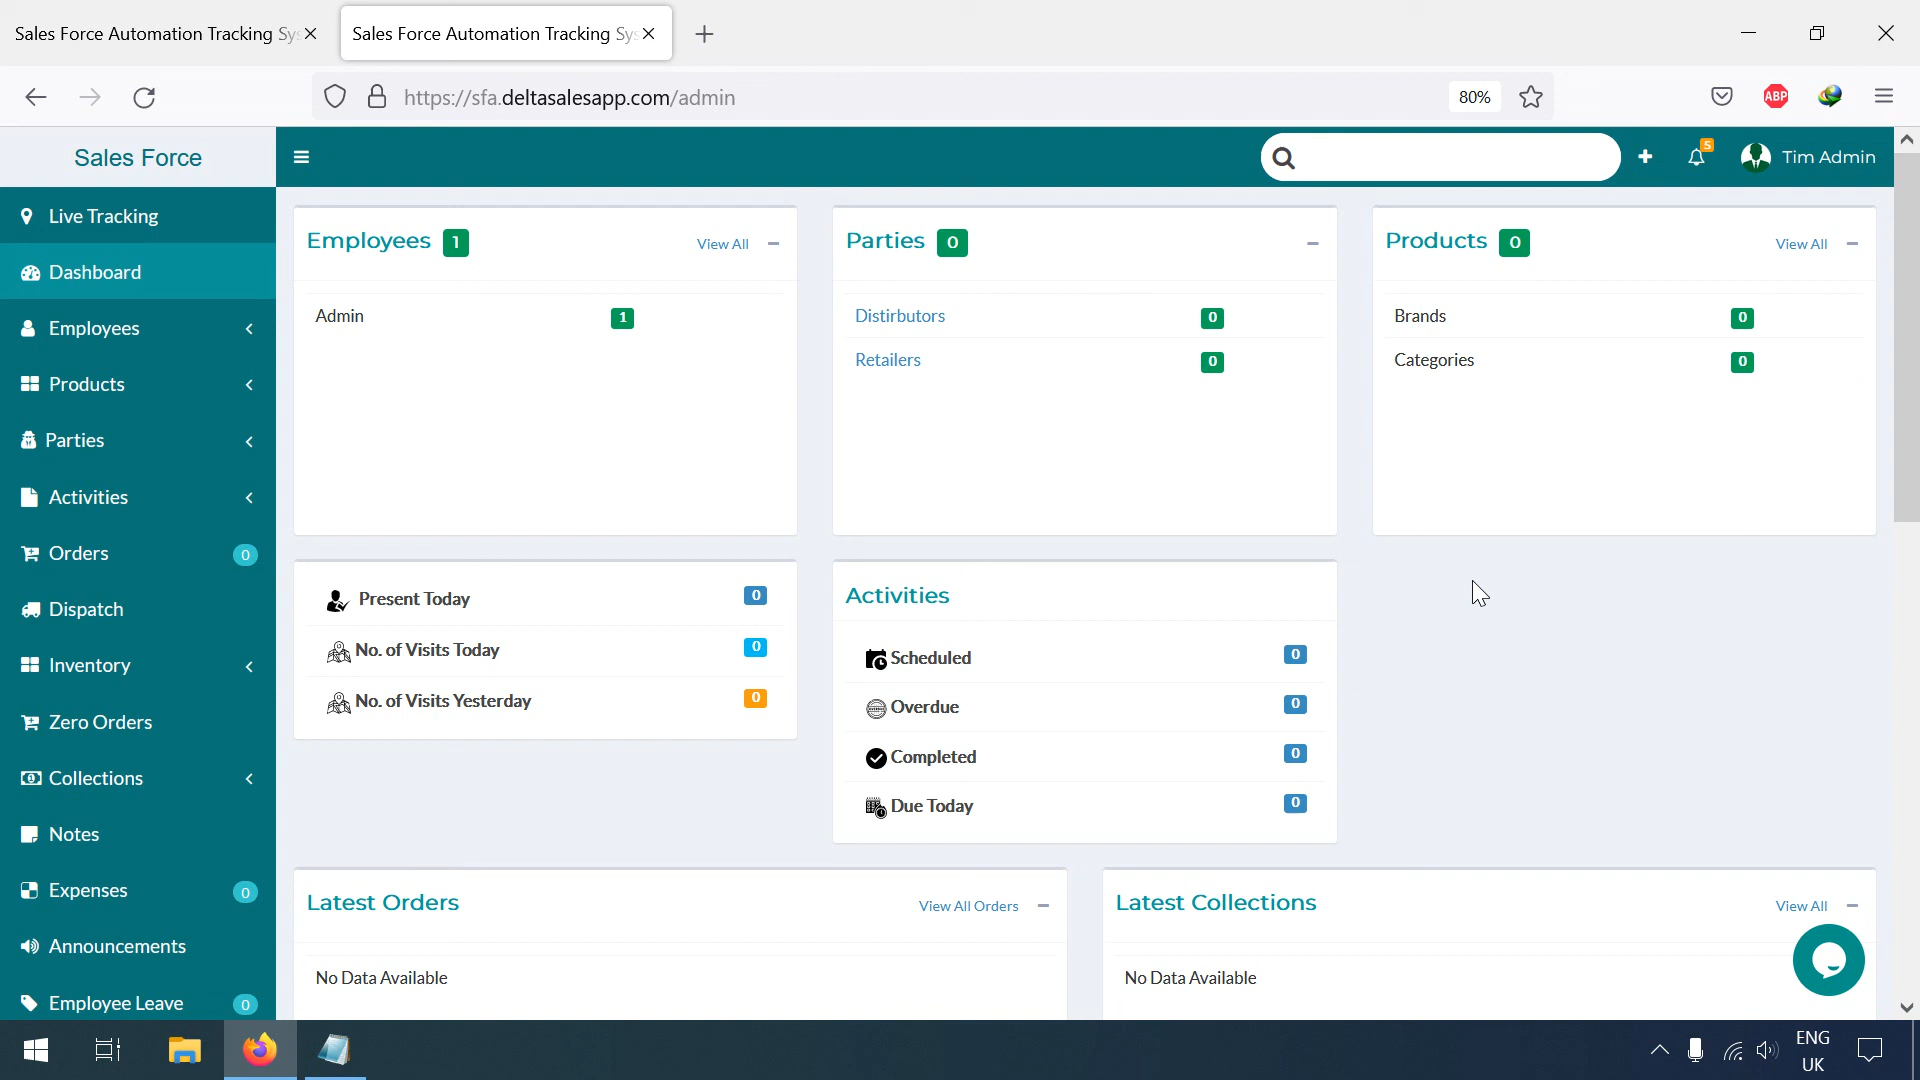 Sales Force Automation Tracking Sys
Sales Force Automation Tracking Sys
https://sfa.deltasalesapp.com/admin
80%
ABP
Sales Force
5
Tim Admin
Live Tracking
Dashboard
Employees
Products
Parties
Activities
Orders 0
Dispatch
Inventory
Zero Orders
Collections
Notes
Expenses 0
Announcements
Employee Leave 0
Employees 1 View All
Admin 1
Parties 0
Distirbutors 0
Retailers 0
Products 0 View All
Brands 0
Categories 0
Present Today 0
No. of Visits Today 0
No. of Visits Yesterday 0
Activities
Scheduled 0
Overdue 0
Completed 0
Due Today 0
Latest Orders View All Orders
No Data Available
Latest Collections View All
No Data Available
ENG
UK